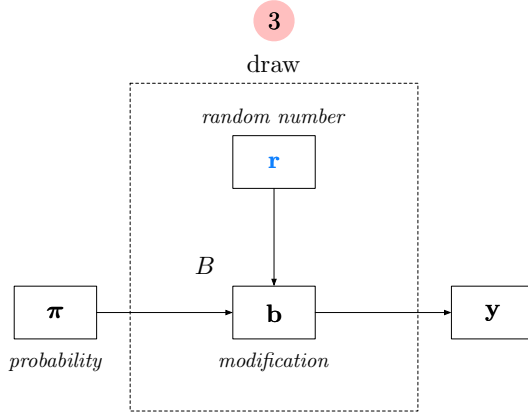 3
draw
random number
r
B
π
b
y
probability
modification